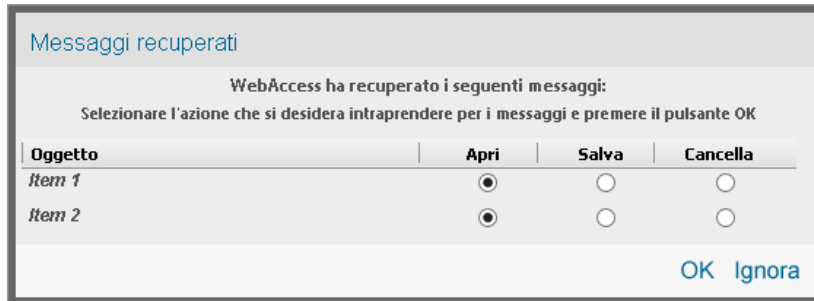 Messaggi recuperati
WebAccess ha recuperato i seguenti messaggi:
Selezionare l'azione che si desidera intraprendere per i messaggi e premere il pulsante OK
Oggetto Apri Salva Cancella
Item 1
Item 2
OK Ignora